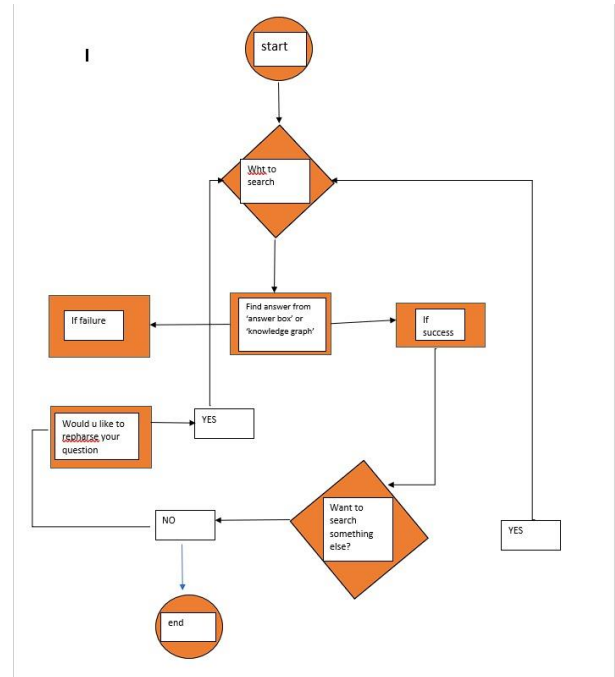 I
start
Wht to
search
Find answer from
'answer box' or
'knowledge graph'
If failure
If
success
Would u like to
repharse your
question
YES
Want to
search
something
else?
NO
YES
end